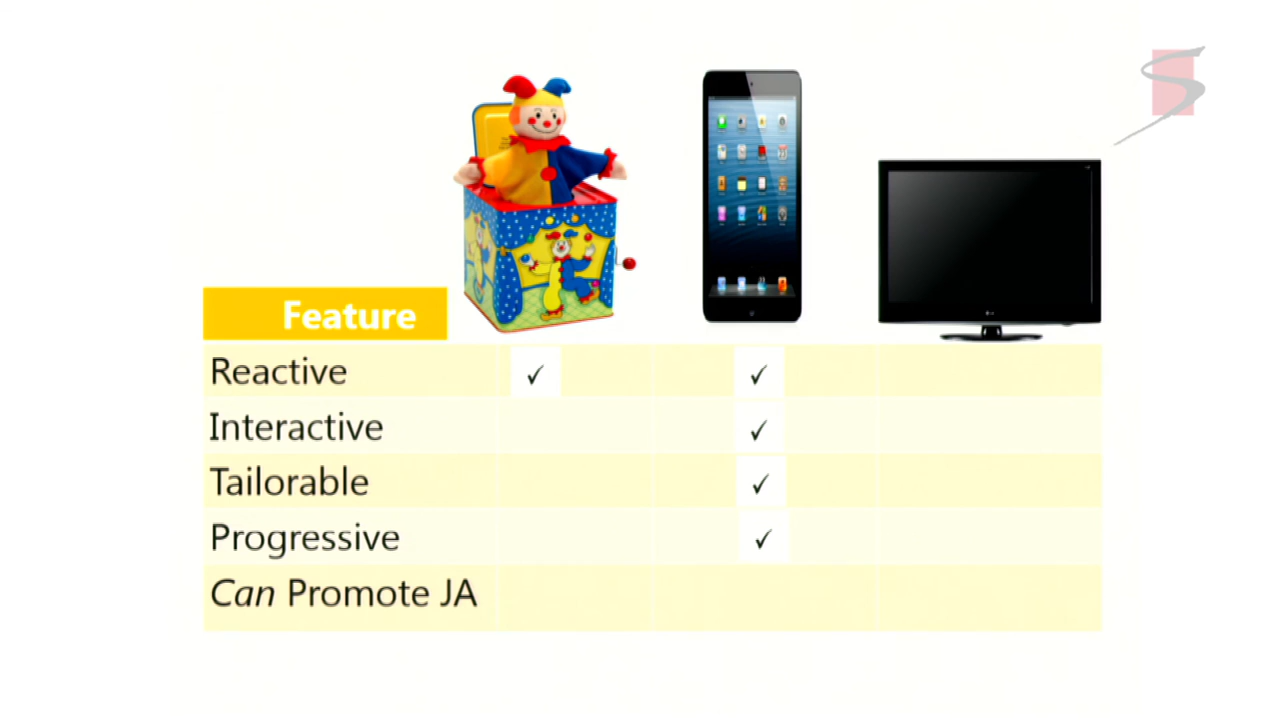 Feature
Reactive ✓ ✓
Interactive ✓
Tailorable ✓
Progressive ✓
Can Promote JA